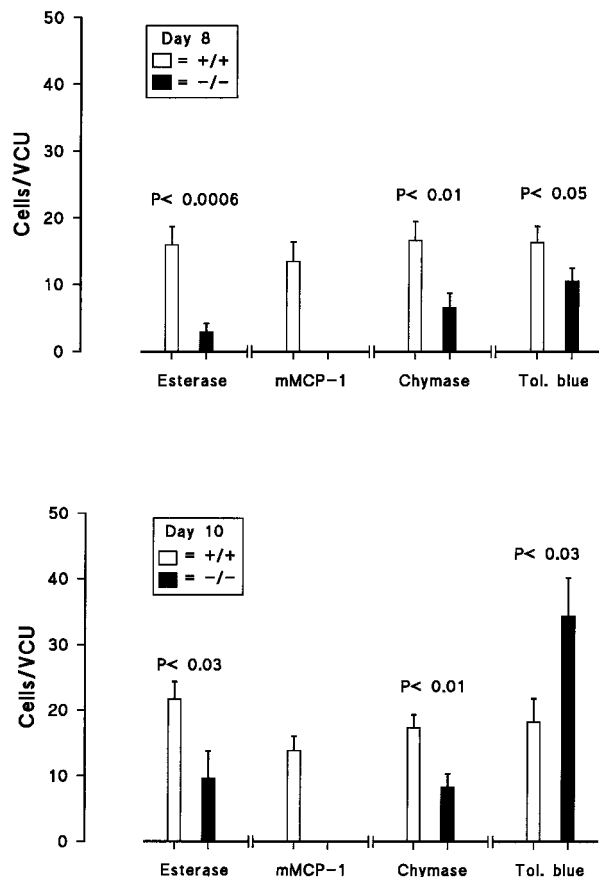 50
40
30
20
10
0
Cells/VCU
Day 8
= +/+
= −/−
P< 0.0006
P< 0.01
P< 0.05
Esterase
mMCP−1
Chymase
Tol. blue
50
40
30
20
10
0
Cells/VCU
Day 10
= +/+
= −/−
P< 0.03
P< 0.01
P< 0.03
Esterase
mMCP−1
Chymase
Tol. blue